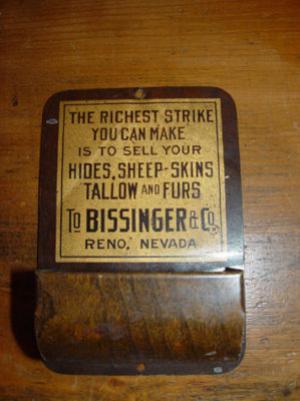 THE RICHEST STRIKE
YOU CAN MAKE
IS TO SELL YOUR
HIDES, SHEEP-SKINS
TALLOW AND FURS
TO BISSINGER & CO.
RENO, NEVADA